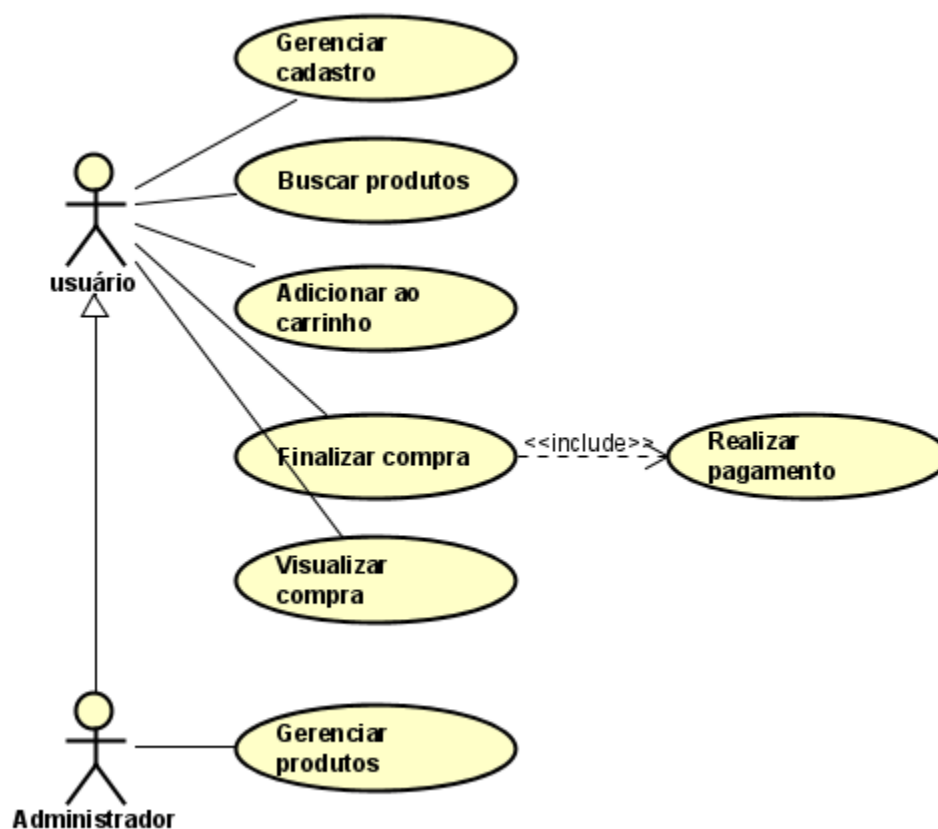 Gerenciar
cadastro
Buscar produtos
usuário
Adicionar ao
carrinho
Finalizar compra
<<include>>
Realizar
pagamento
Visualizar
compra
Gerenciar
produtos
Administrador